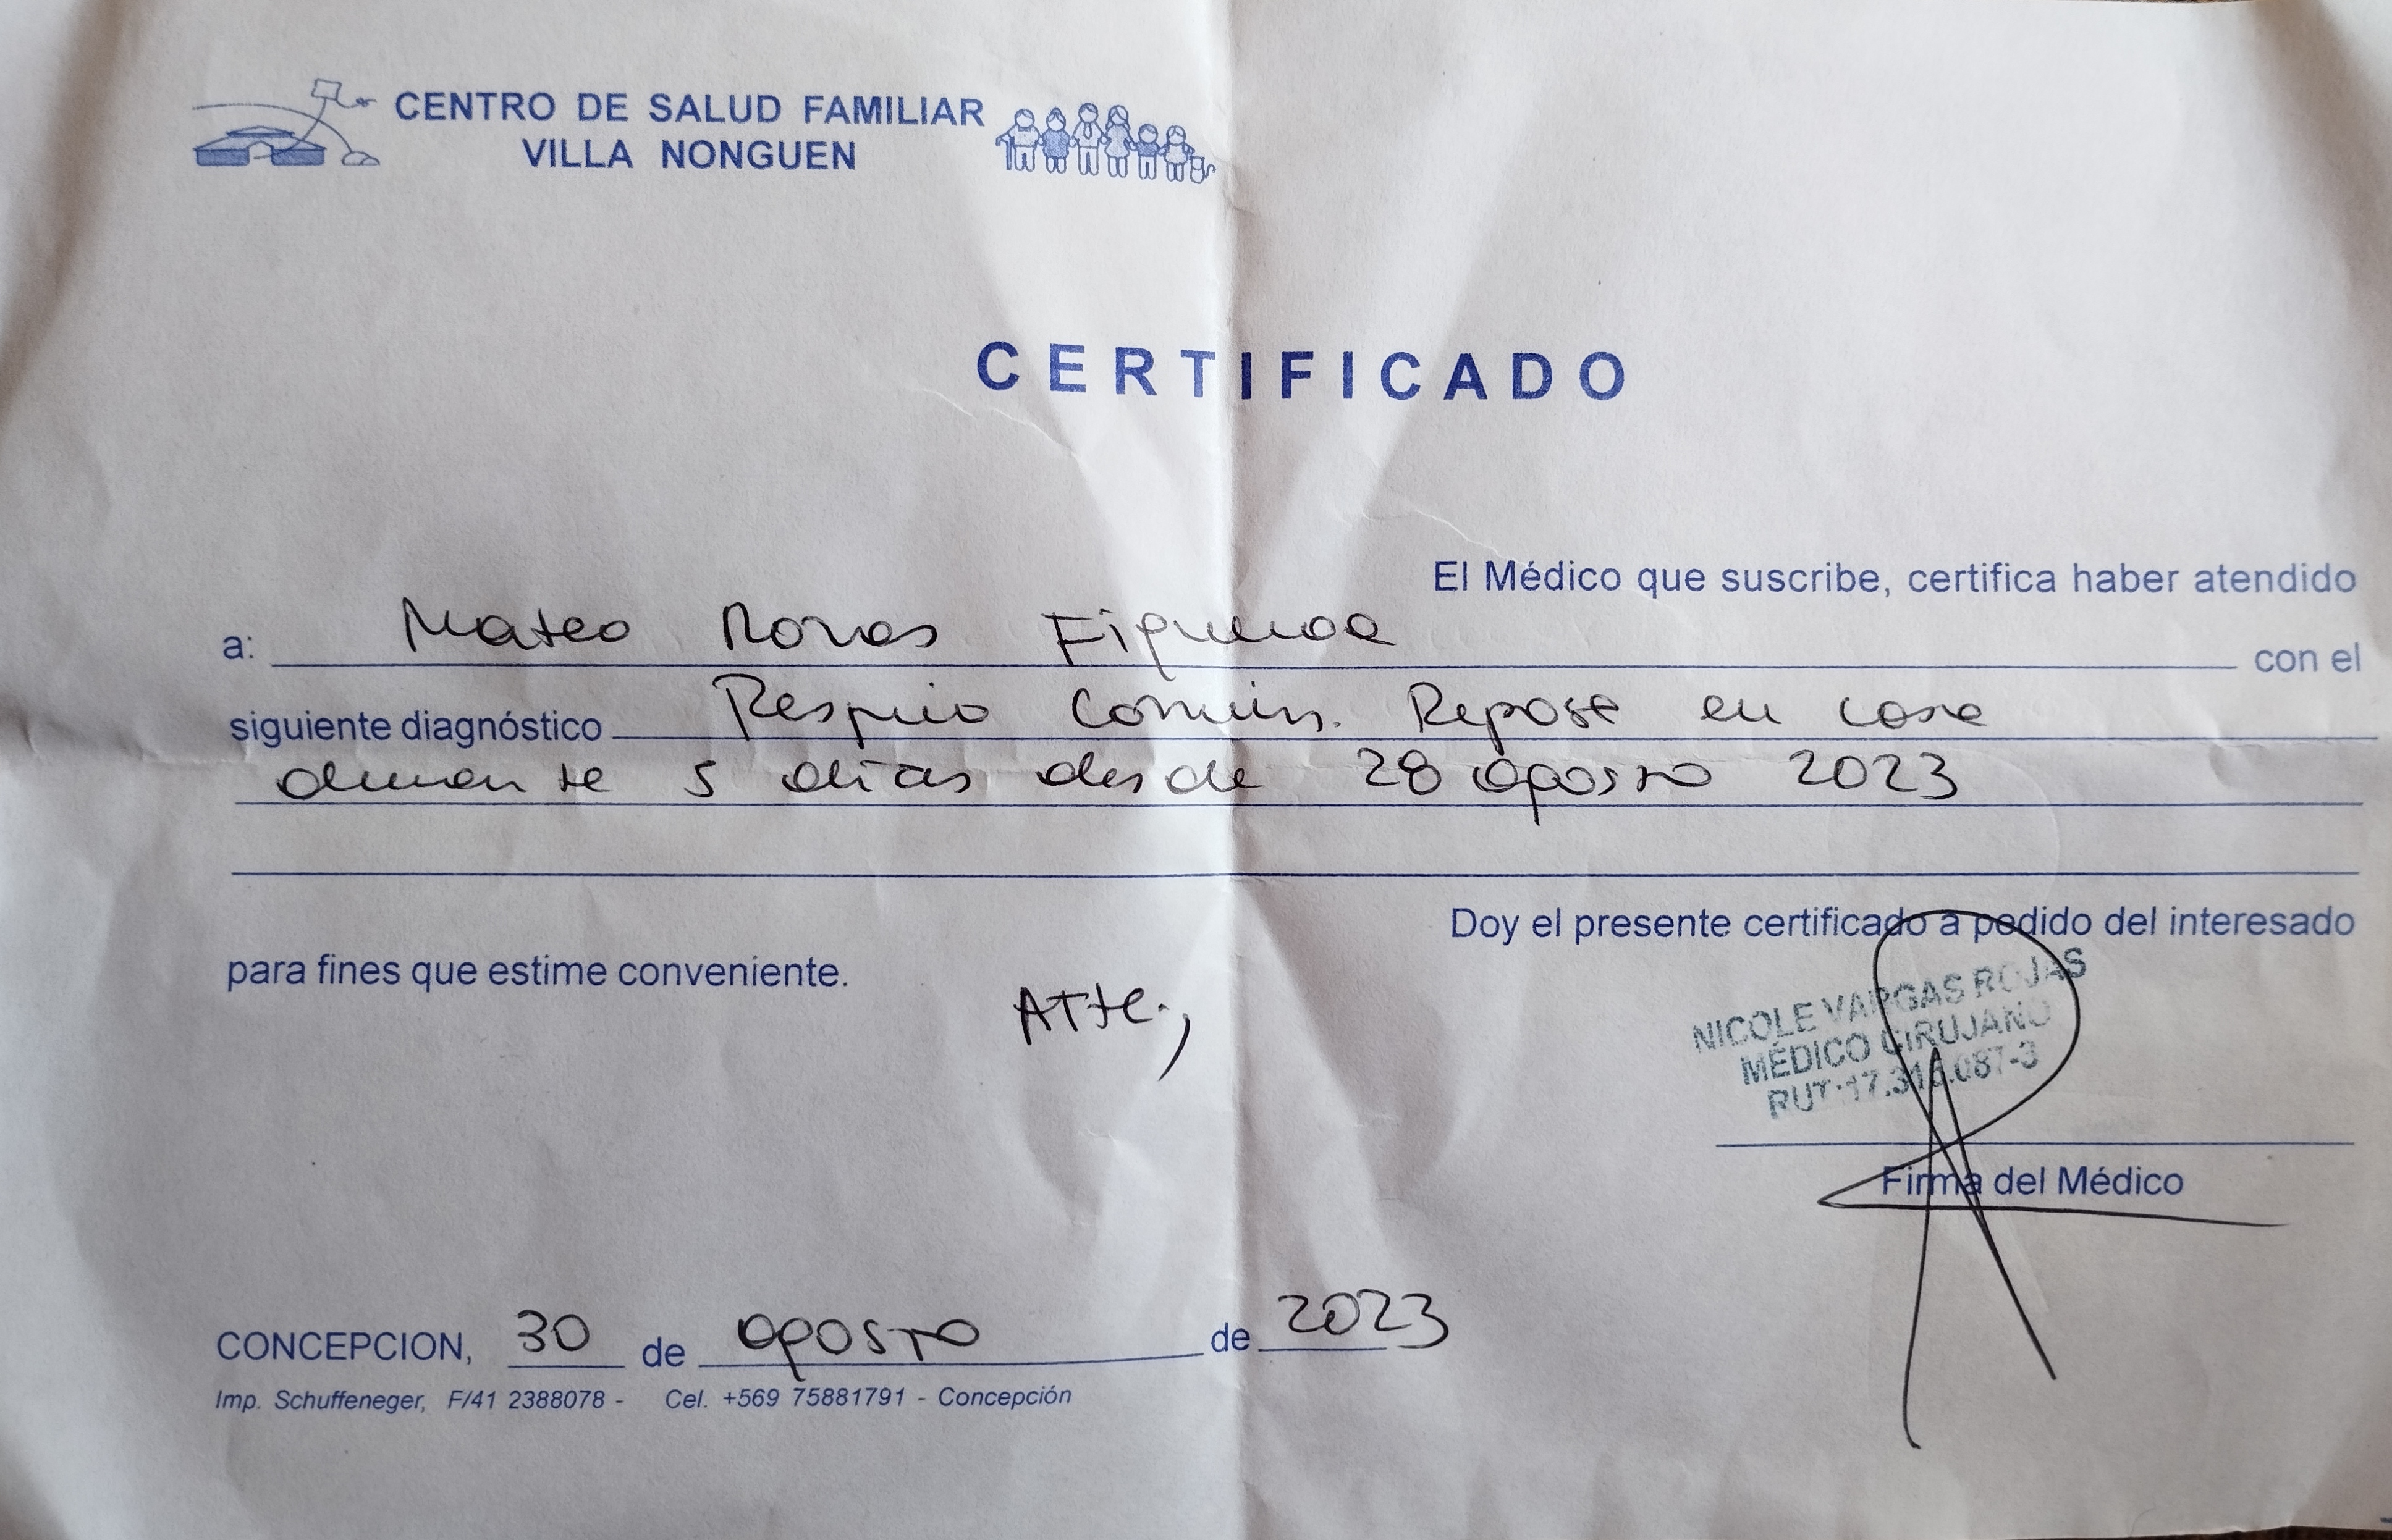 CENTRO DE SALUD FAMILIAR
VILLA NONGUEN
CERTIFICADO
El Médico que suscribe, certifica haber atendido
a: Mateo Figueroa con el
siguiente diagnóstico Resfrio Común. Reposo en casa
durante 5 días desde 28 agosto 2023
Doy el presente certificado a pedido del interesado
para fines que estime conveniente.
Atte.,
NICOLE VARGAS ROJAS
MÉDICO CIRUJANO
RUT:
Firma del Médico
CONCEPCION, 30 de agosto de 2023
Imp. Schuffeneger, F/41 2388078 - Cel. +569 75881791 - Concepción